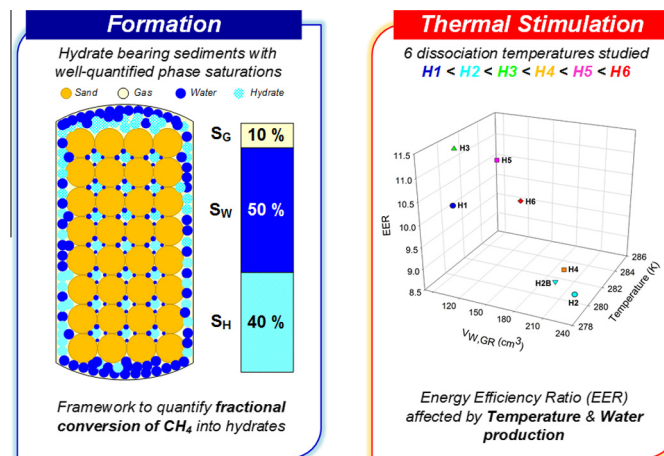 Formation
Hydrate bearing sediments with
well-quantified phase saturations
Sand Gas Water Hydrate
S_G 10 %
S_W 50 %
S_H 40 %
Framework to quantify fractional
conversion of CH₄ into hydrates
Thermal Stimulation
6 dissociation temperatures studied
H1 < H2 < H3 < H4 < H5 < H6
EER
11.5
11.0
10.5
10.0
9.5
9.0
8.5
H3
H5
H1
H6
H4
H2B
H2
120
150
180
210
240
V_W,GR (cm³)
278
280
282
284
286
Temperature (K)
Energy Efficiency Ratio (EER)
affected by Temperature & Water
production